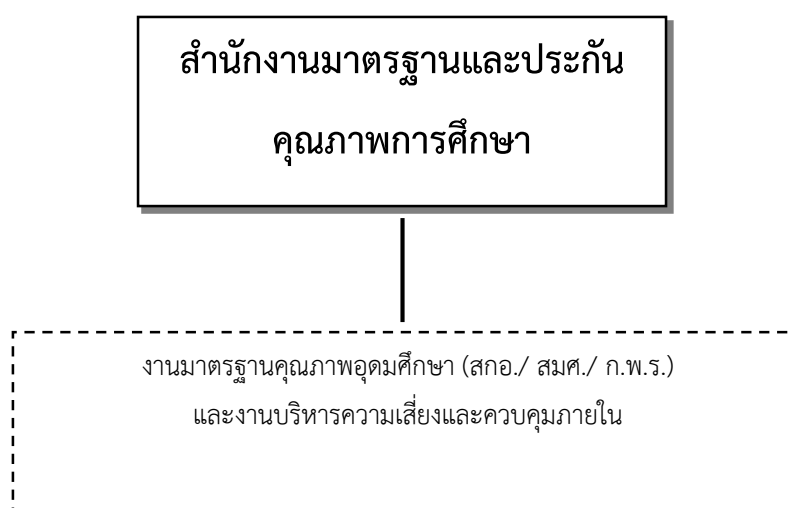 สำนักงานมาตรฐานและประกัน
คุณภาพการศึกษา
งานมาตรฐานคุณภาพอุดมศึกษา (สกอ./ สมศ./ ก.พ.ร.)
และงานบริหารความเสี่ยงและควบคุมภายใน